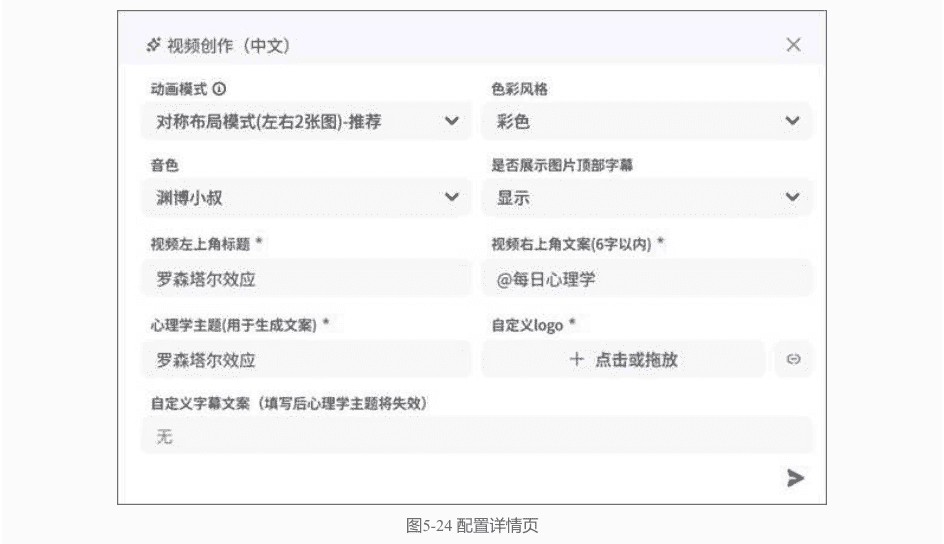 视频创作（中文）
动画模式 色彩风格
对称布局模式(左右2张图)-推荐 彩色
音色 是否展示图片顶部字幕
渊博小叔 显示
视频左上角标题 * 视频右上角文案(6字以内) *
罗森塔尔效应 @每日心理学
心理学主题(用于生成文案) * 自定义logo *
罗森塔尔效应 + 点击或拖放
自定义字幕文案（填写后心理学主题将失效）
无
图5-24 配置详情页